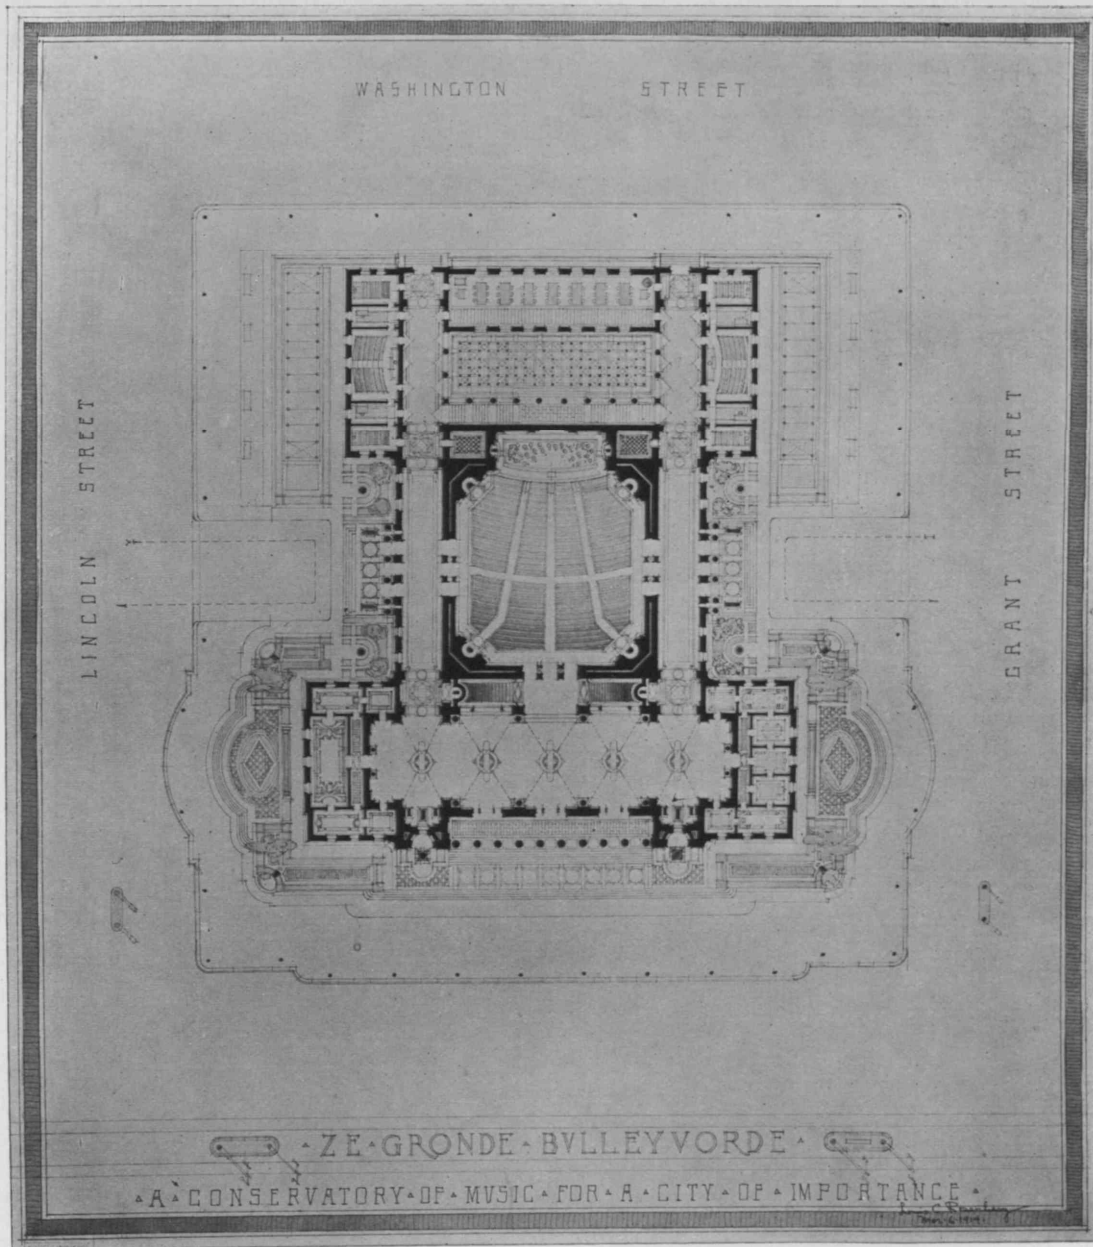 WASHINGTON STREET
LINCOLN STREET
GRANT STREET
ZE · GRONDE · BVLLEYVORDE
A · CONSERVATORY · OF · MVSIC · FOR · A · CITY · OF · IMPORTANCE